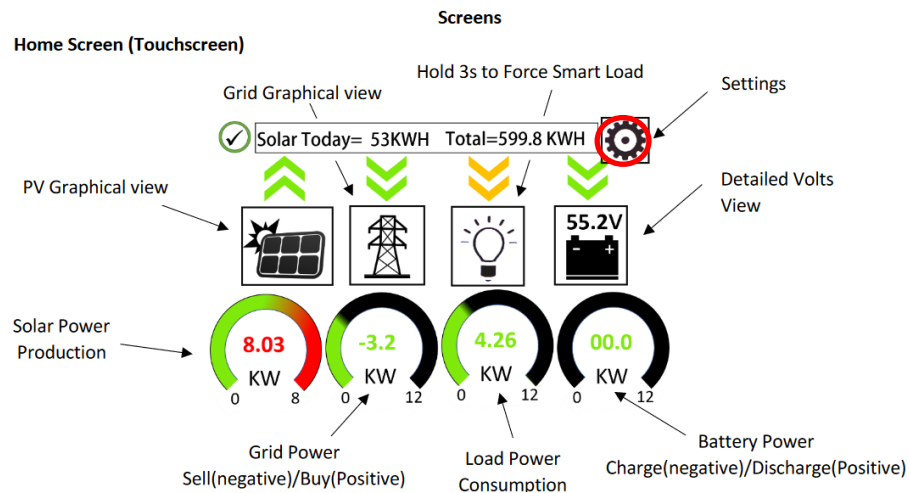 Screens
Home Screen (Touchscreen)
Hold 3s to Force Smart Load
Settings
Grid Graphical view
Solar Today= 53KWH Total=599.8 KWH
PV Graphical view
Detailed Volts
View
55.2V
- +
Solar Power
Production
8.03
KW
0 8
-3.2
KW
12
4.26
KW
0 12
00.0
KW
0 12
Grid Power
Sell(negative)/Buy(Positive)
Load Power
Consumption
Battery Power
Charge(negative)/Discharge(Positive)